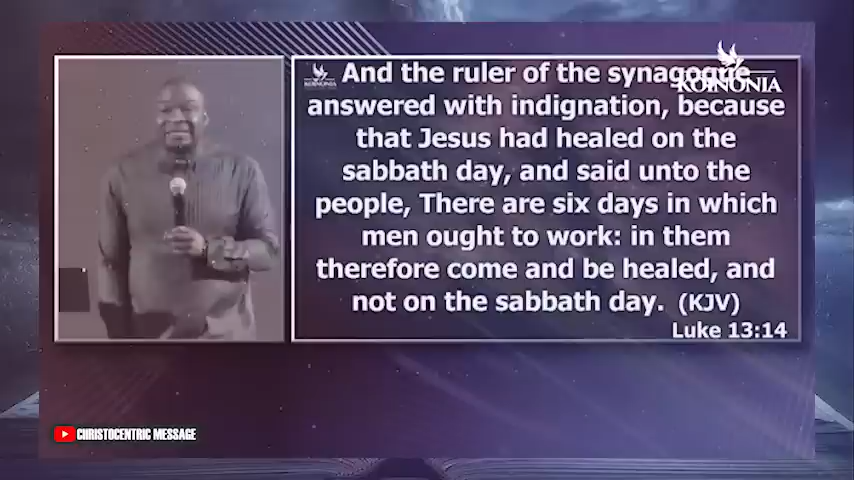 And the ruler of the synagogue
answered with indignation, because
that Jesus had healed on the
sabbath day, and said unto the
people, There are six days in which
men ought to work: in them
therefore come and be healed, and
not on the sabbath day. (KJV)
Luke 13:14
KOINONIA
KOINONIA
CHRISTOCENTRIC MESSAGE